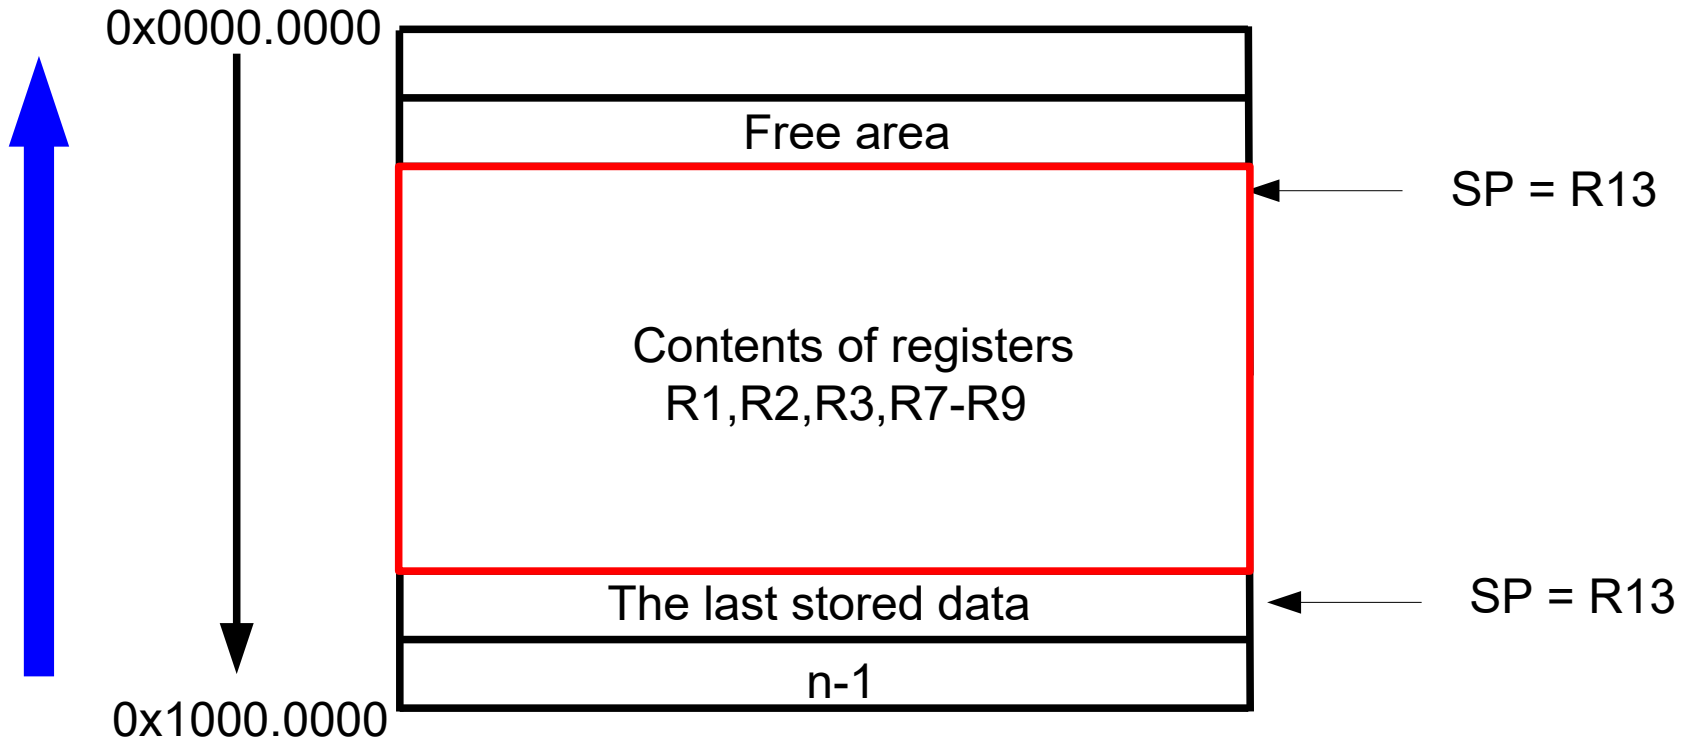 0x0000.0000
Free area
SP = R13
Contents of registers
R1,R2,R3,R7-R9
The last stored data
SP = R13
n-1
0x1000.0000